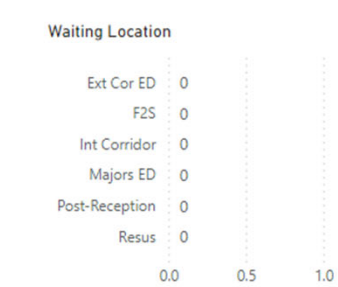 Waiting Location
Ext Cor ED 0
F2S 0
Int Corridor 0
Majors ED 0
Post-Reception 0
Resus 0
0.0 0.5 1.0